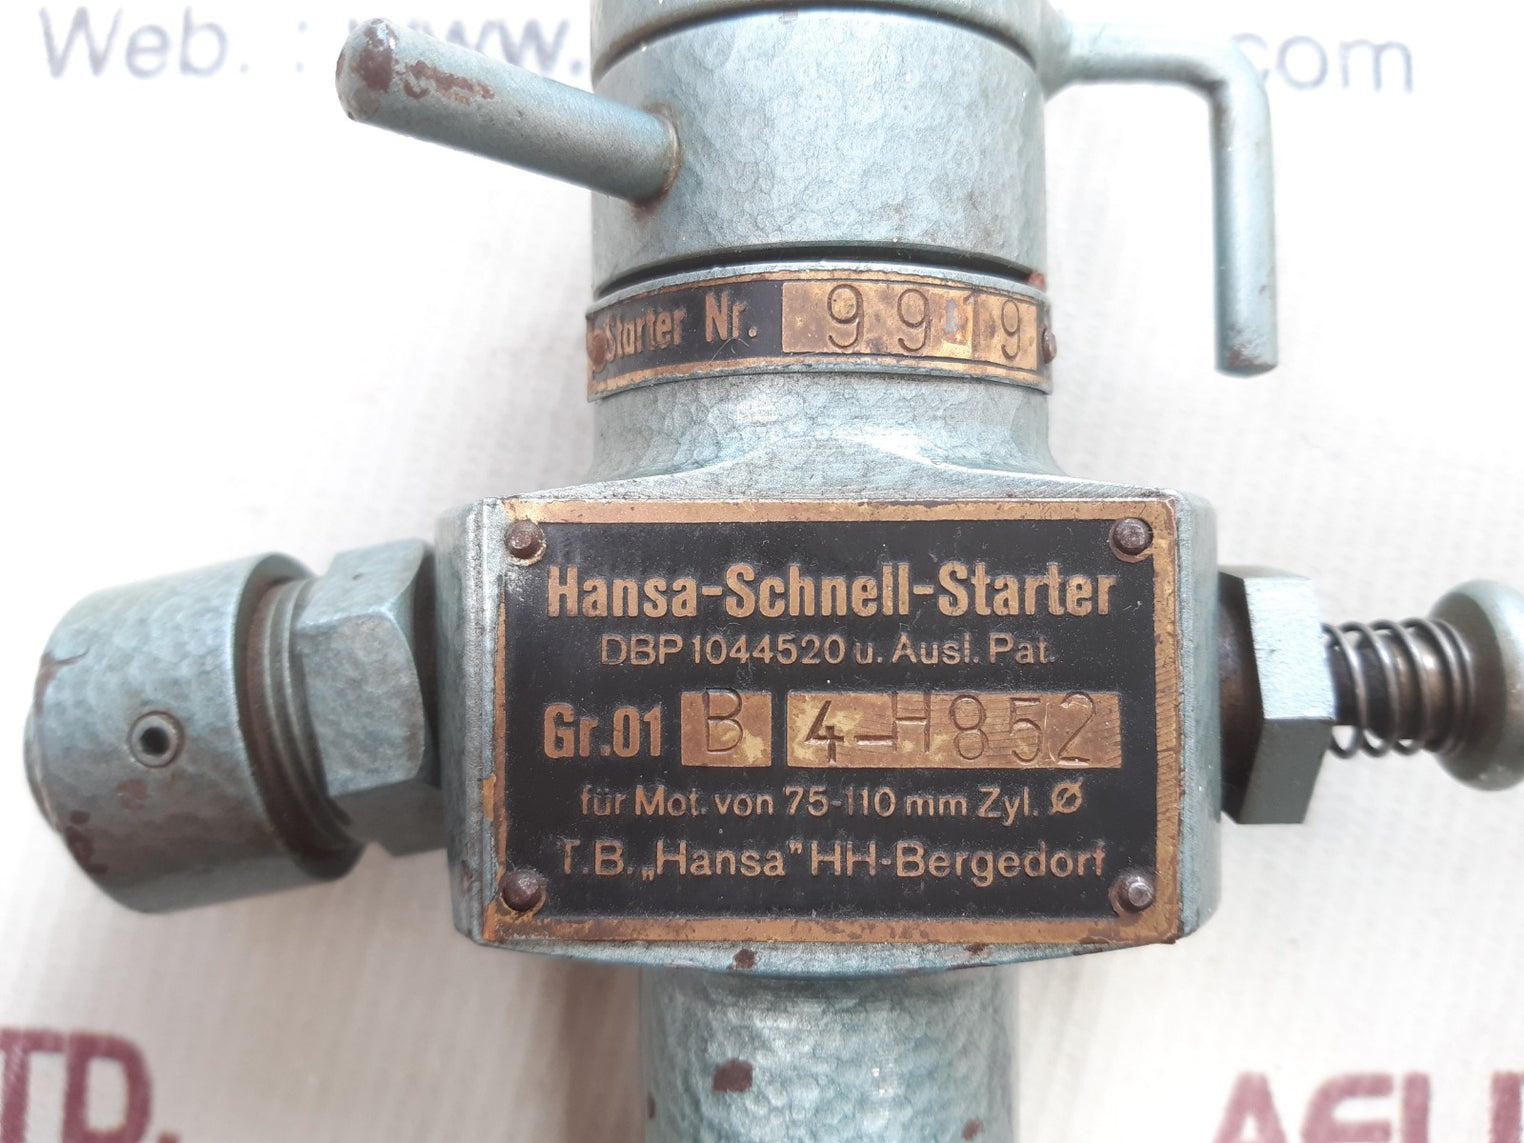 Web. : www. com
Starter Nr. 9919
Hansa-Schnell-Starter
DBP 1044520 u. Ausl. Pat.
Gr.01 B 4-H852
für Mot. von 75-110 mm Zyl. Ø
T.B. „Hansa" HH-Bergedorf
LTD.